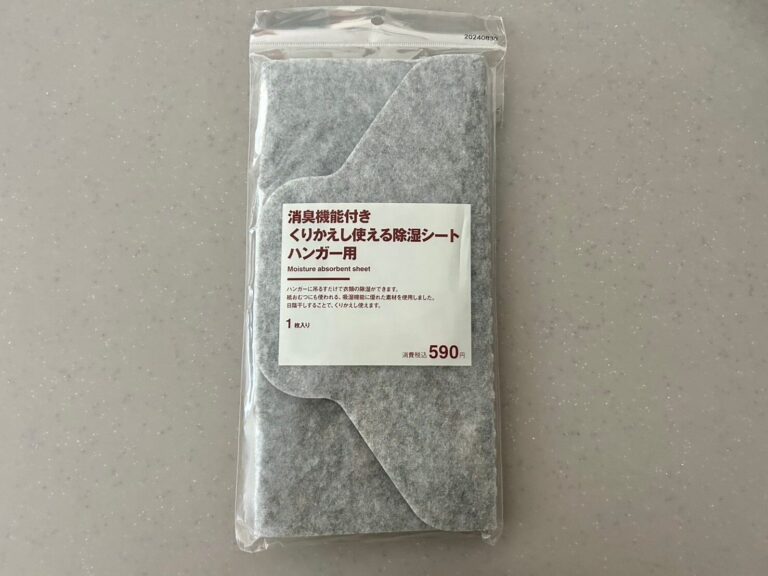 20240830
消臭機能付き
くりかえし使える除湿シート
ハンガー用
Moisture absorbent sheet
ハンガーに吊るすだけで衣類の除湿ができます。
紙おむつにも使われる、吸湿機能に優れた素材を使用しました。
日陰干しすることで、くりかえし使えます。
1枚入り
消費税込590円